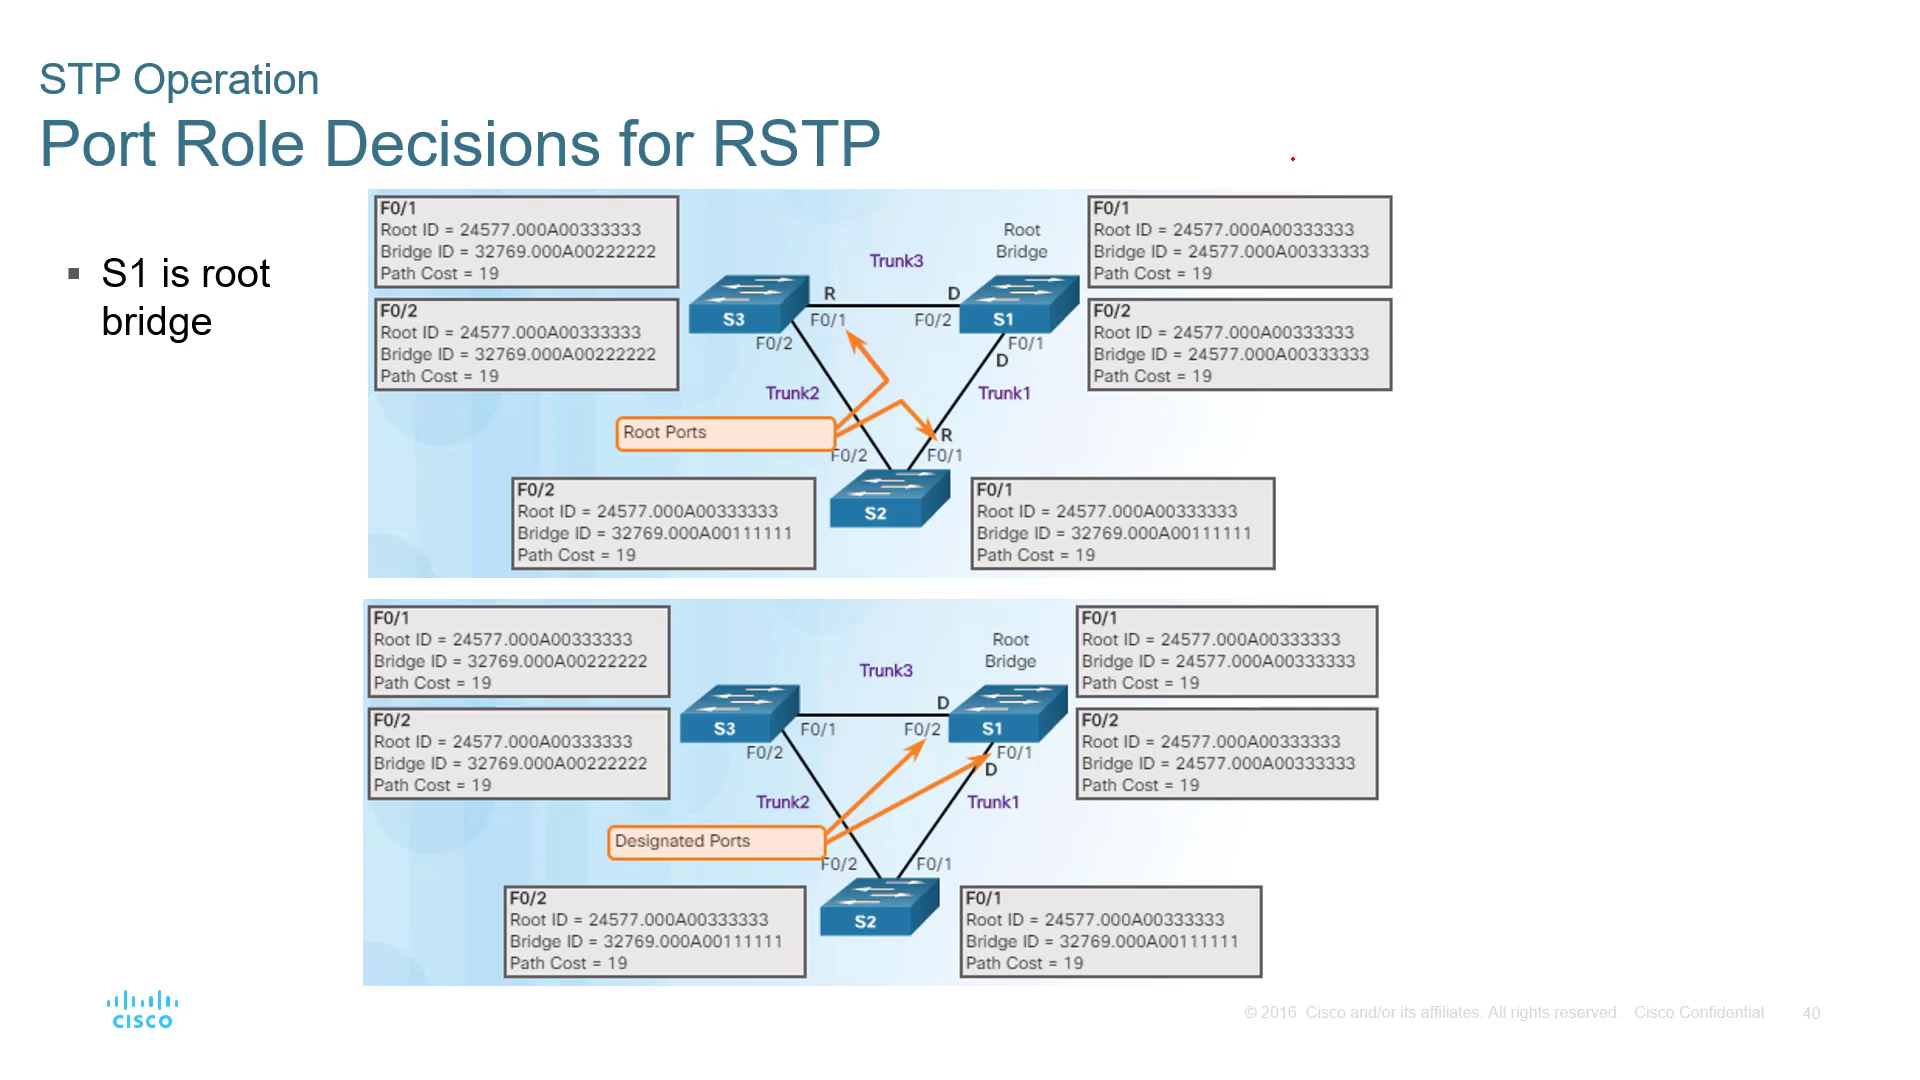 STP Operation
Port Role Decisions for RSTP
▪ S1 is root
bridge
F0/1
Root ID = 24577.000A00333333
Bridge ID = 32769.000A00222222
Path Cost = 19
F0/2
Root ID = 24577.000A00333333
Bridge ID = 32769.000A00222222
Path Cost = 19
Root
Bridge
Trunk3
F0/1
Root ID = 24577.000A00333333
Bridge ID = 24577.000A00333333
Path Cost = 19
F0/2
Root ID = 24577.000A00333333
Bridge ID = 24577.000A00333333
Path Cost = 19
R
D
S3
F0/1
F0/2
S1
F0/2
F0/1
D
Trunk2
Trunk1
Root Ports
R
F0/2
F0/1
S2
F0/2
Root ID = 24577.000A00333333
Bridge ID = 32769.000A00111111
Path Cost = 19
F0/1
Root ID = 24577.000A00333333
Bridge ID = 32769.000A00111111
Path Cost = 19
F0/1
Root ID = 24577.000A00333333
Bridge ID = 32769.000A00222222
Path Cost = 19
F0/2
Root ID = 24577.000A00333333
Bridge ID = 32769.000A00222222
Path Cost = 19
Root
Bridge
Trunk3
F0/1
Root ID = 24577.000A00333333
Bridge ID = 24577.000A00333333
Path Cost = 19
F0/2
Root ID = 24577.000A00333333
Bridge ID = 24577.000A00333333
Path Cost = 19
D
S3
F0/1
F0/2
S1
F0/2
F0/1
D
Trunk2
Trunk1
Designated Ports
F0/2
F0/1
S2
F0/2
Root ID = 24577.000A00333333
Bridge ID = 32769.000A00111111
Path Cost = 19
F0/1
Root ID = 24577.000A00333333
Bridge ID = 32769.000A00111111
Path Cost = 19
CISCO
© 2016 Cisco and/or its affiliates. All rights reserved. Cisco Confidential 40